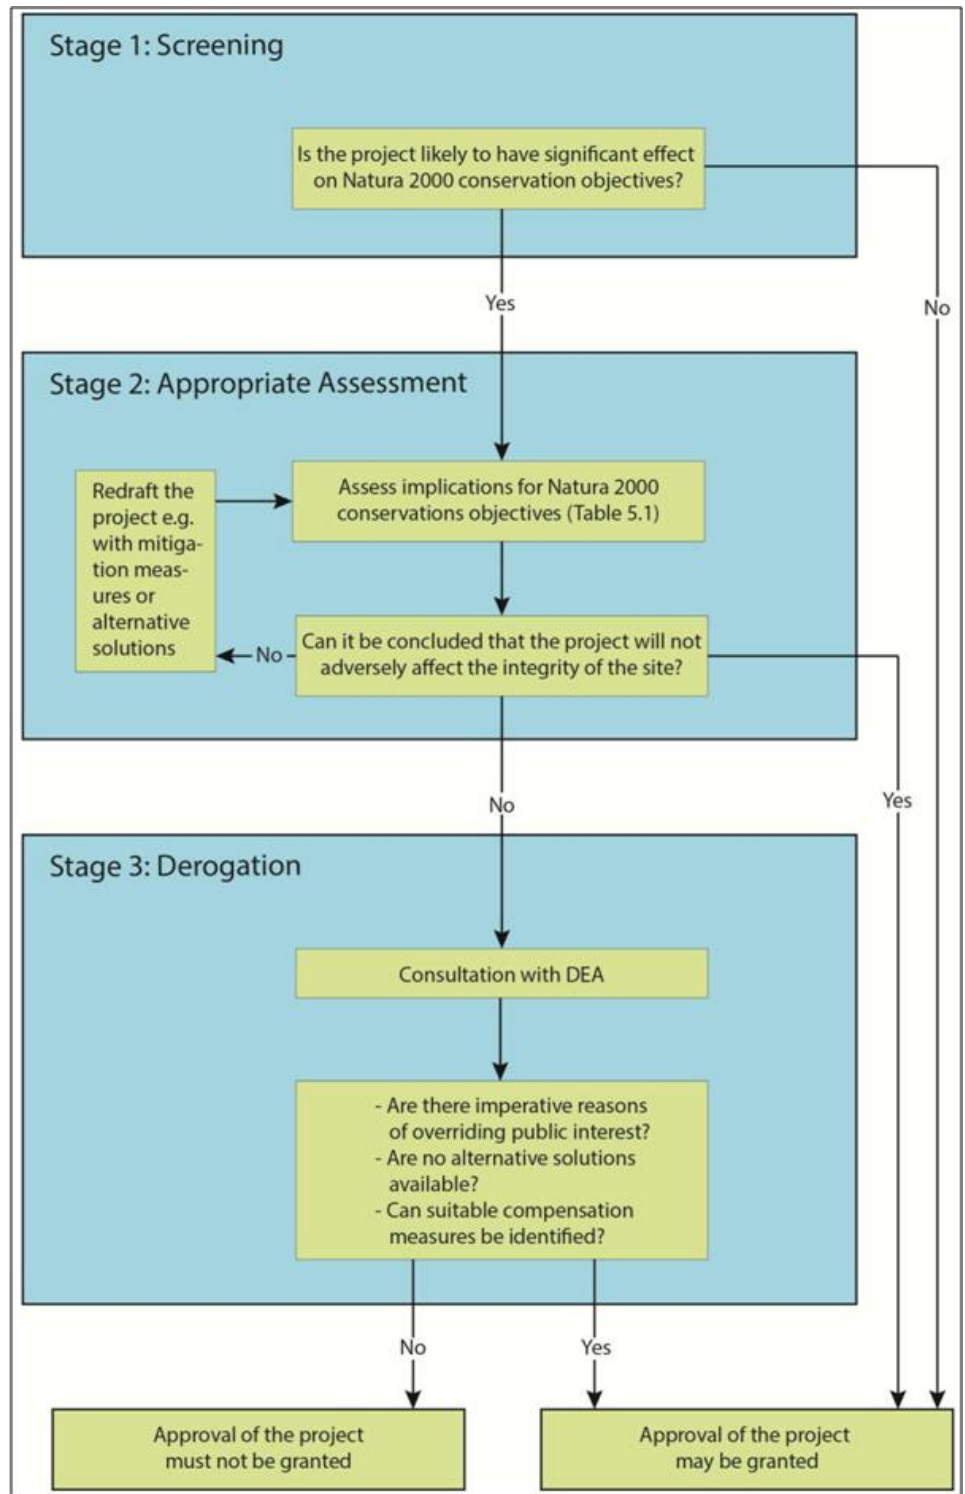 Stage 1: Screening
Is the project likely to have significant effect
on Natura 2000 conservation objectives?
Yes
No
Stage 2: Appropriate Assessment
Redraft the
project e.g.
with mitiga-
tion meas-
ures or
alternative
solutions
Assess implications for Natura 2000
conservations objectives (Table 5.1)
No
Can it be concluded that the project will not
adversely affect the integrity of the site?
No
Yes
Stage 3: Derogation
Consultation with DEA
- Are there imperative reasons
of overriding public interest?
- Are no alternative solutions
available?
- Can suitable compensation
measures be identified?
No
Yes
Approval of the project
must not be granted
Approval of the project
may be granted